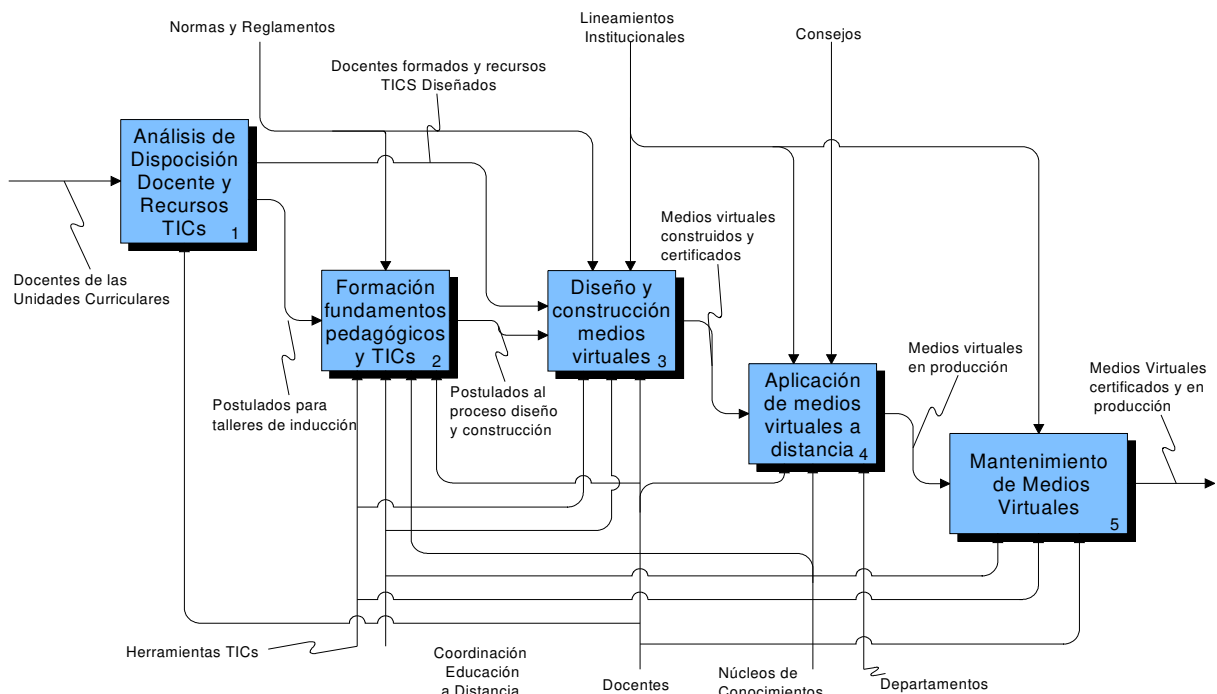 Normas y Reglamentos
Lineamientos
Institucionales
Consejos
Docentes formados y recursos
TICS Diseñados
Análisis de
Dispocisión
Docente y
Recursos
TICs
1
Docentes de las
Unidades Curriculares
Medios virtuales
construidos y
certificados
Formación
fundamentos
pedagógicos
y TICs
2
Diseño y
construcción
medios
virtuales
3
Postulados para
talleres de inducción
Postulados al
proceso diseño
y construcción
Aplicación
de medios
virtuales a
distancia
4
Medios virtuales
en producción
Medios Virtuales
certificados y en
producción
Mantenimiento
de Medios
Virtuales
5
Herramientas TICs
Coordinación
Educación
a Distancia
Docentes
Núcleos de
Conocimientos
Departamentos